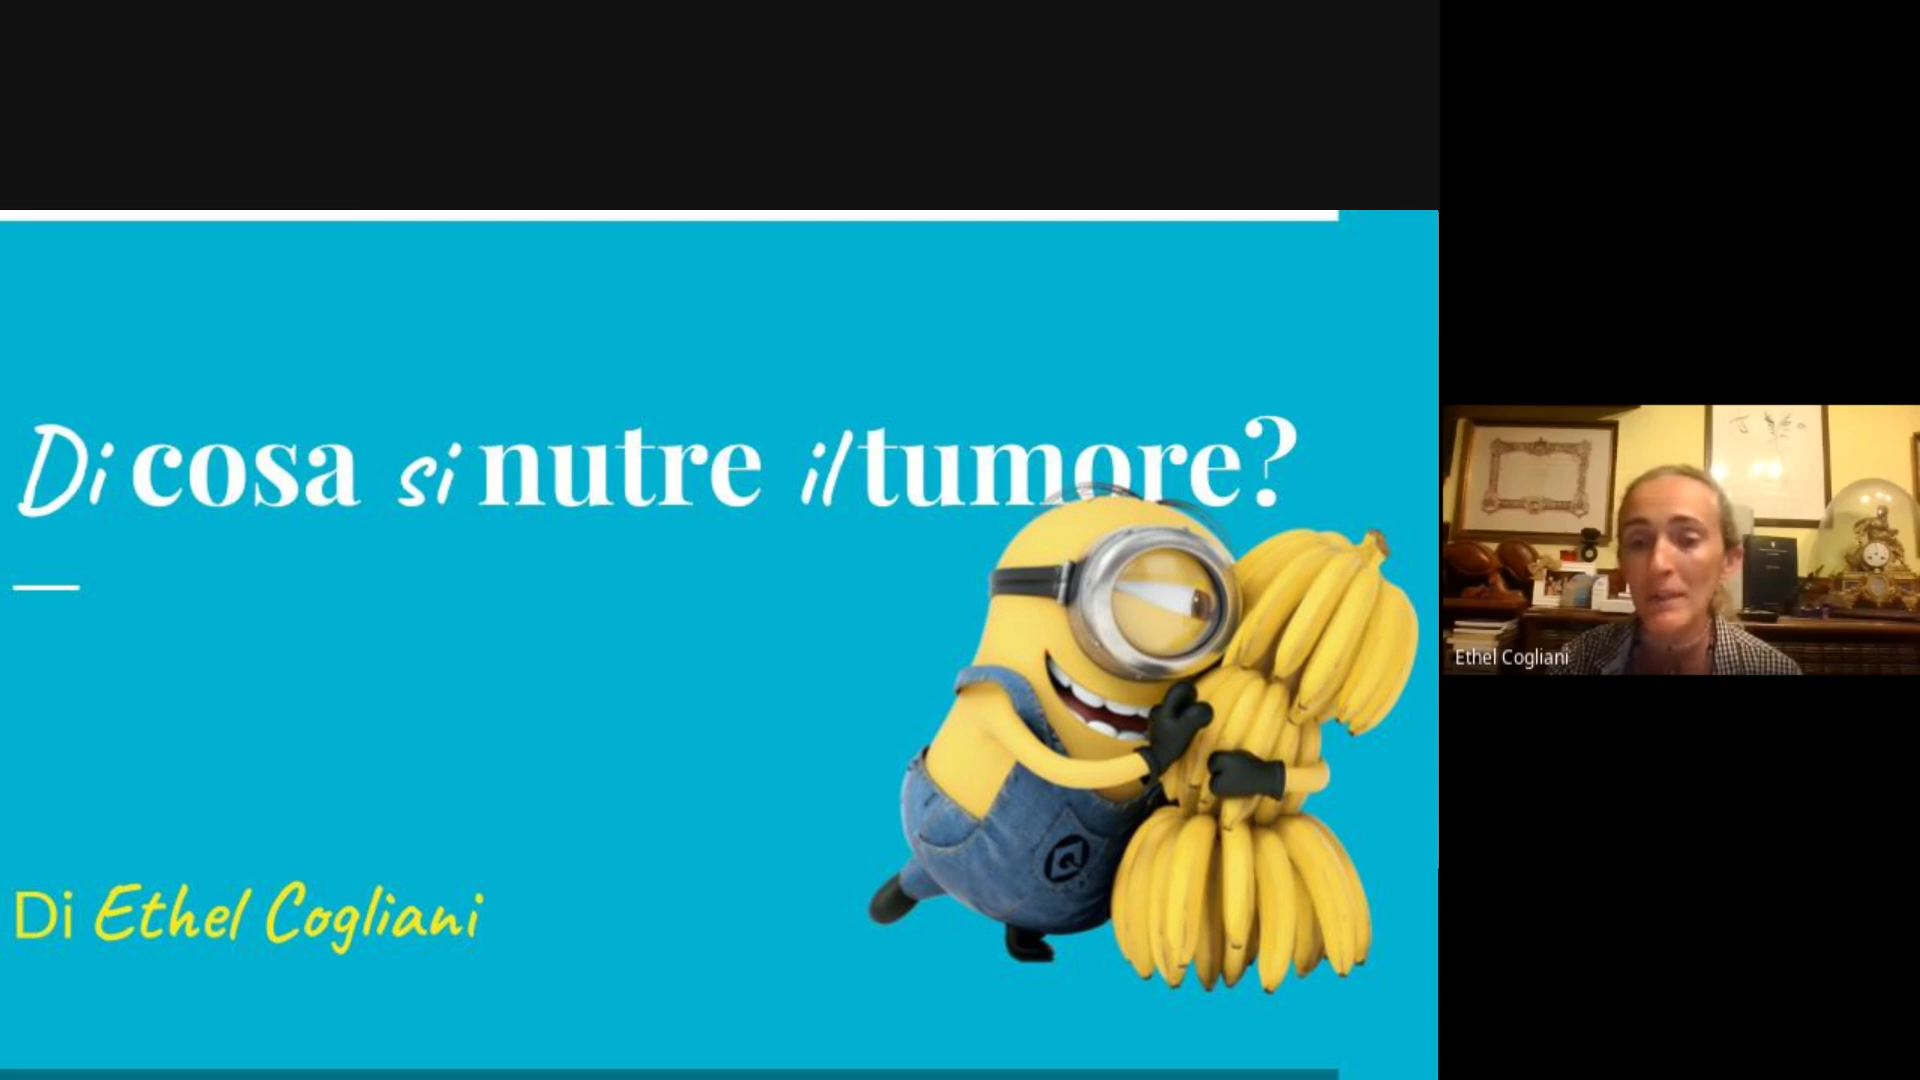 Di cosa si nutre il tumore?
Di Ethel Cogliani
Ethel Cogliani